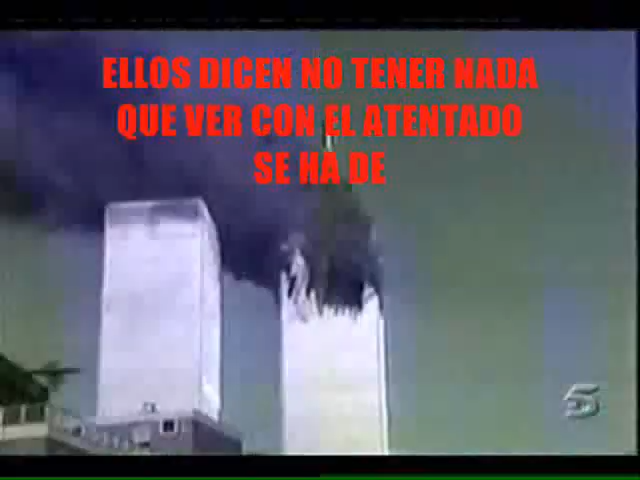 ELLOS DICEN NO TENER NADA
QUE VER CON EL ATENTADO
SE HA DE
5